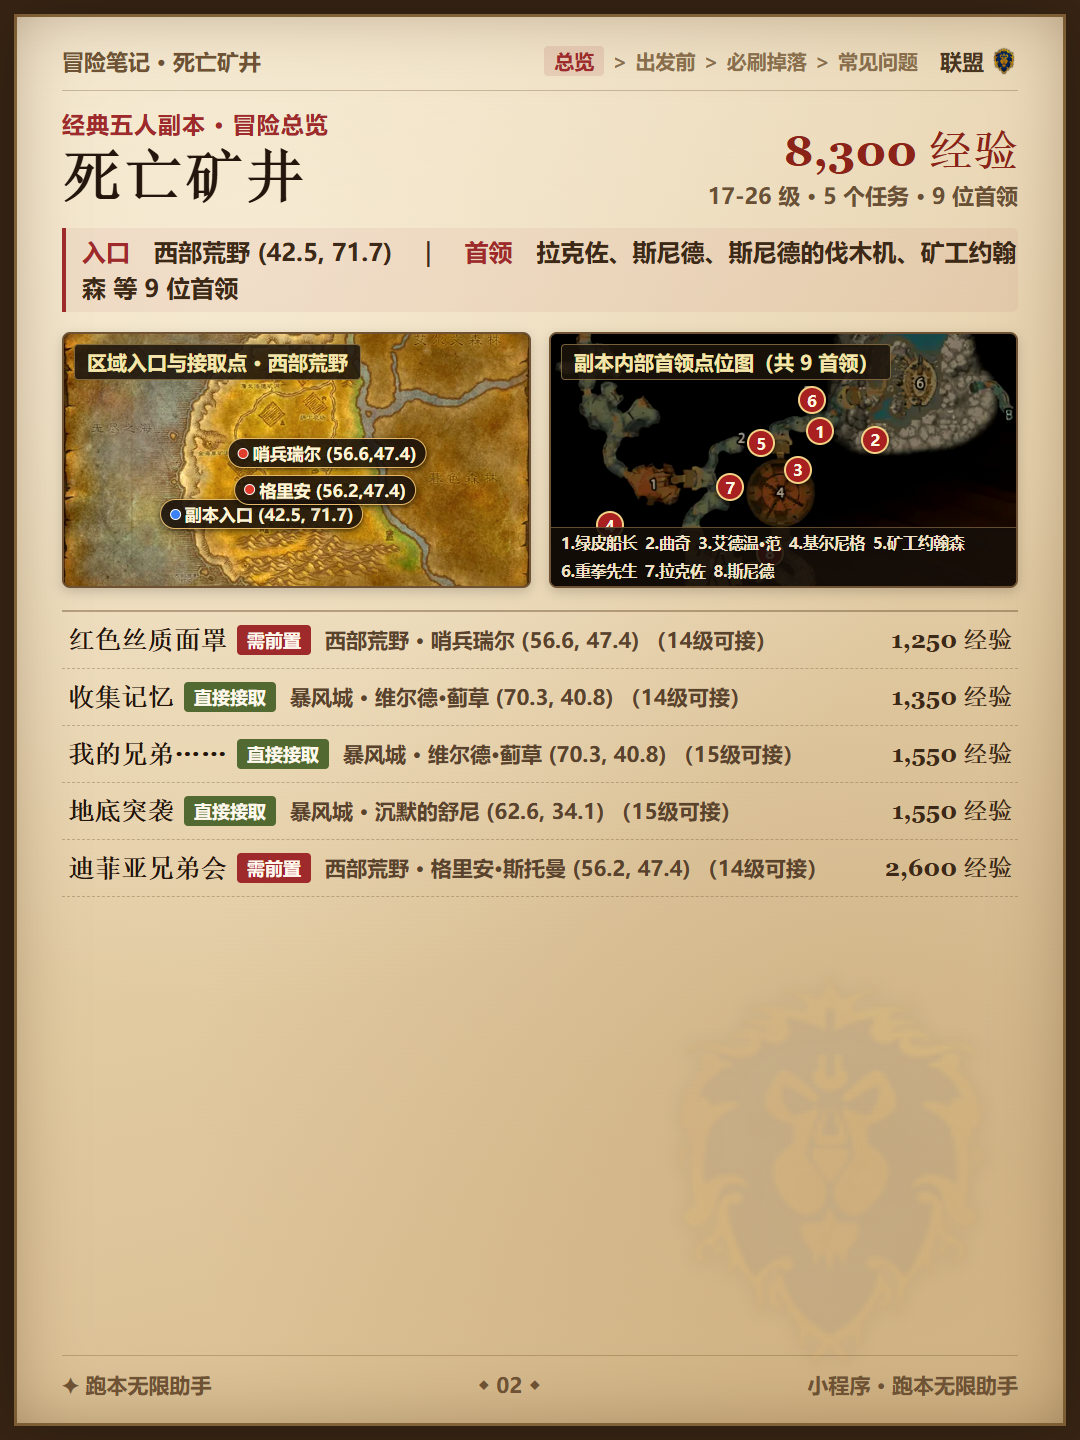 冒险笔记 • 死亡矿井
总览 > 出发前 > 必刷掉落 > 常见问题 联盟
经典五人副本 • 冒险总览
死亡矿井
8,300 经验
17-26 级 • 5 个任务 • 9 位首领
入口 西部荒野 (42.5, 71.7) | 首领 拉克佐、斯尼德、斯尼德的伐木机、矿工约翰
森 等 9 位首领
区域入口与接取点 • 西部荒野
哨兵瑞尔 (56.6,47.4)
格里安 (56.2,47.4)
副本入口 (42.5, 71.7)
副本内部首领点位图（共 9 首领）
6
6
1
2
2
5
3
7
1
4
4
8
1.绿皮船长 2.曲奇 3.艾德温•范 4.基尔尼格 5.矿工约翰森
6.重拳先生 7.拉克佐 8.斯尼德
红色丝质面罩 需前置 西部荒野 • 哨兵瑞尔 (56.6, 47.4) （14级可接） 1,250 经验
收集记忆 直接接取 暴风城 • 维尔德•蓟草 (70.3, 40.8) （14级可接） 1,350 经验
我的兄弟…… 直接接取 暴风城 • 维尔德•蓟草 (70.3, 40.8) （15级可接） 1,550 经验
地底突袭 直接接取 暴风城 • 沉默的舒尼 (62.6, 34.1) （15级可接） 1,550 经验
迪菲亚兄弟会 需前置 西部荒野 • 格里安•斯托曼 (56.2, 47.4) （14级可接） 2,600 经验
✦ 跑本无限助手
◆ 02 ◆
小程序 • 跑本无限助手